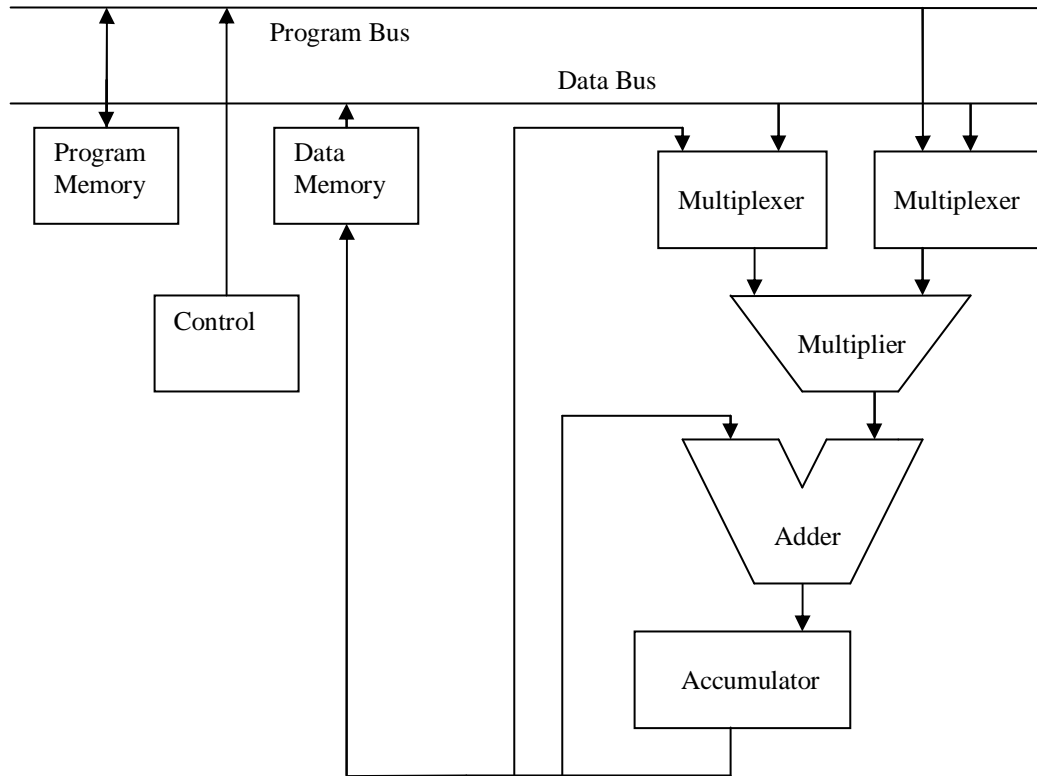 Program Bus
Data Bus
Program
Memory
Data
Memory
Multiplexer
Multiplexer
Control
Multiplier
Adder
Accumulator